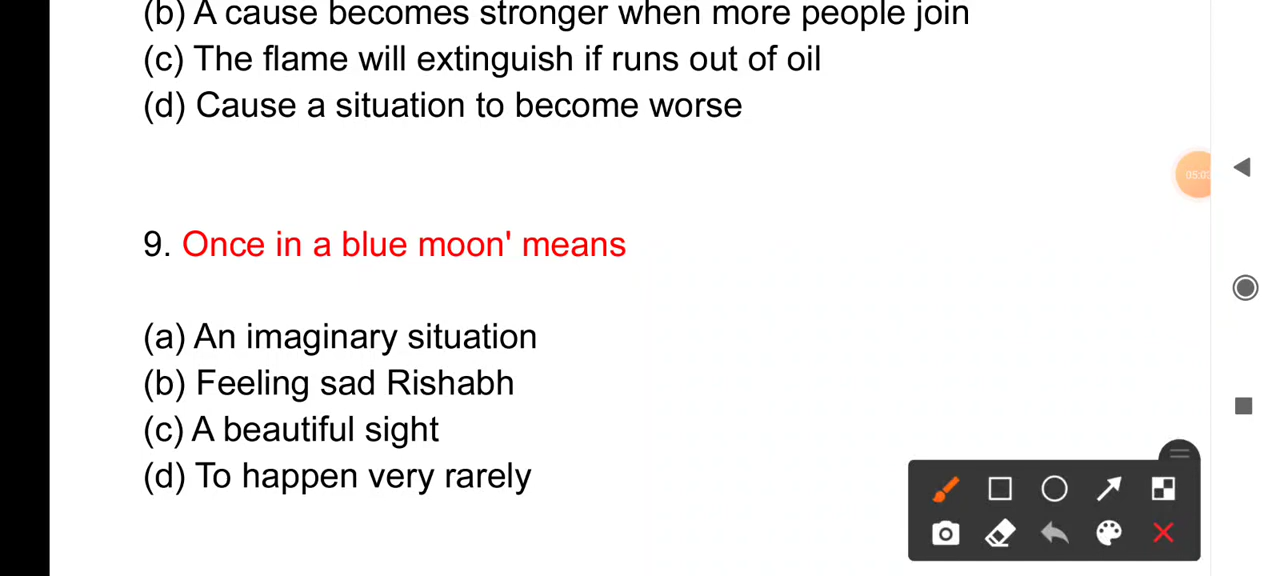 (b) A cause becomes stronger when more people join
(c) The flame will extinguish if runs out of oil
(d) Cause a situation to become worse
9. Once in a blue moon' means
(a) An imaginary situation
(b) Feeling sad Rishabh
(c) A beautiful sight
(d) To happen very rarely